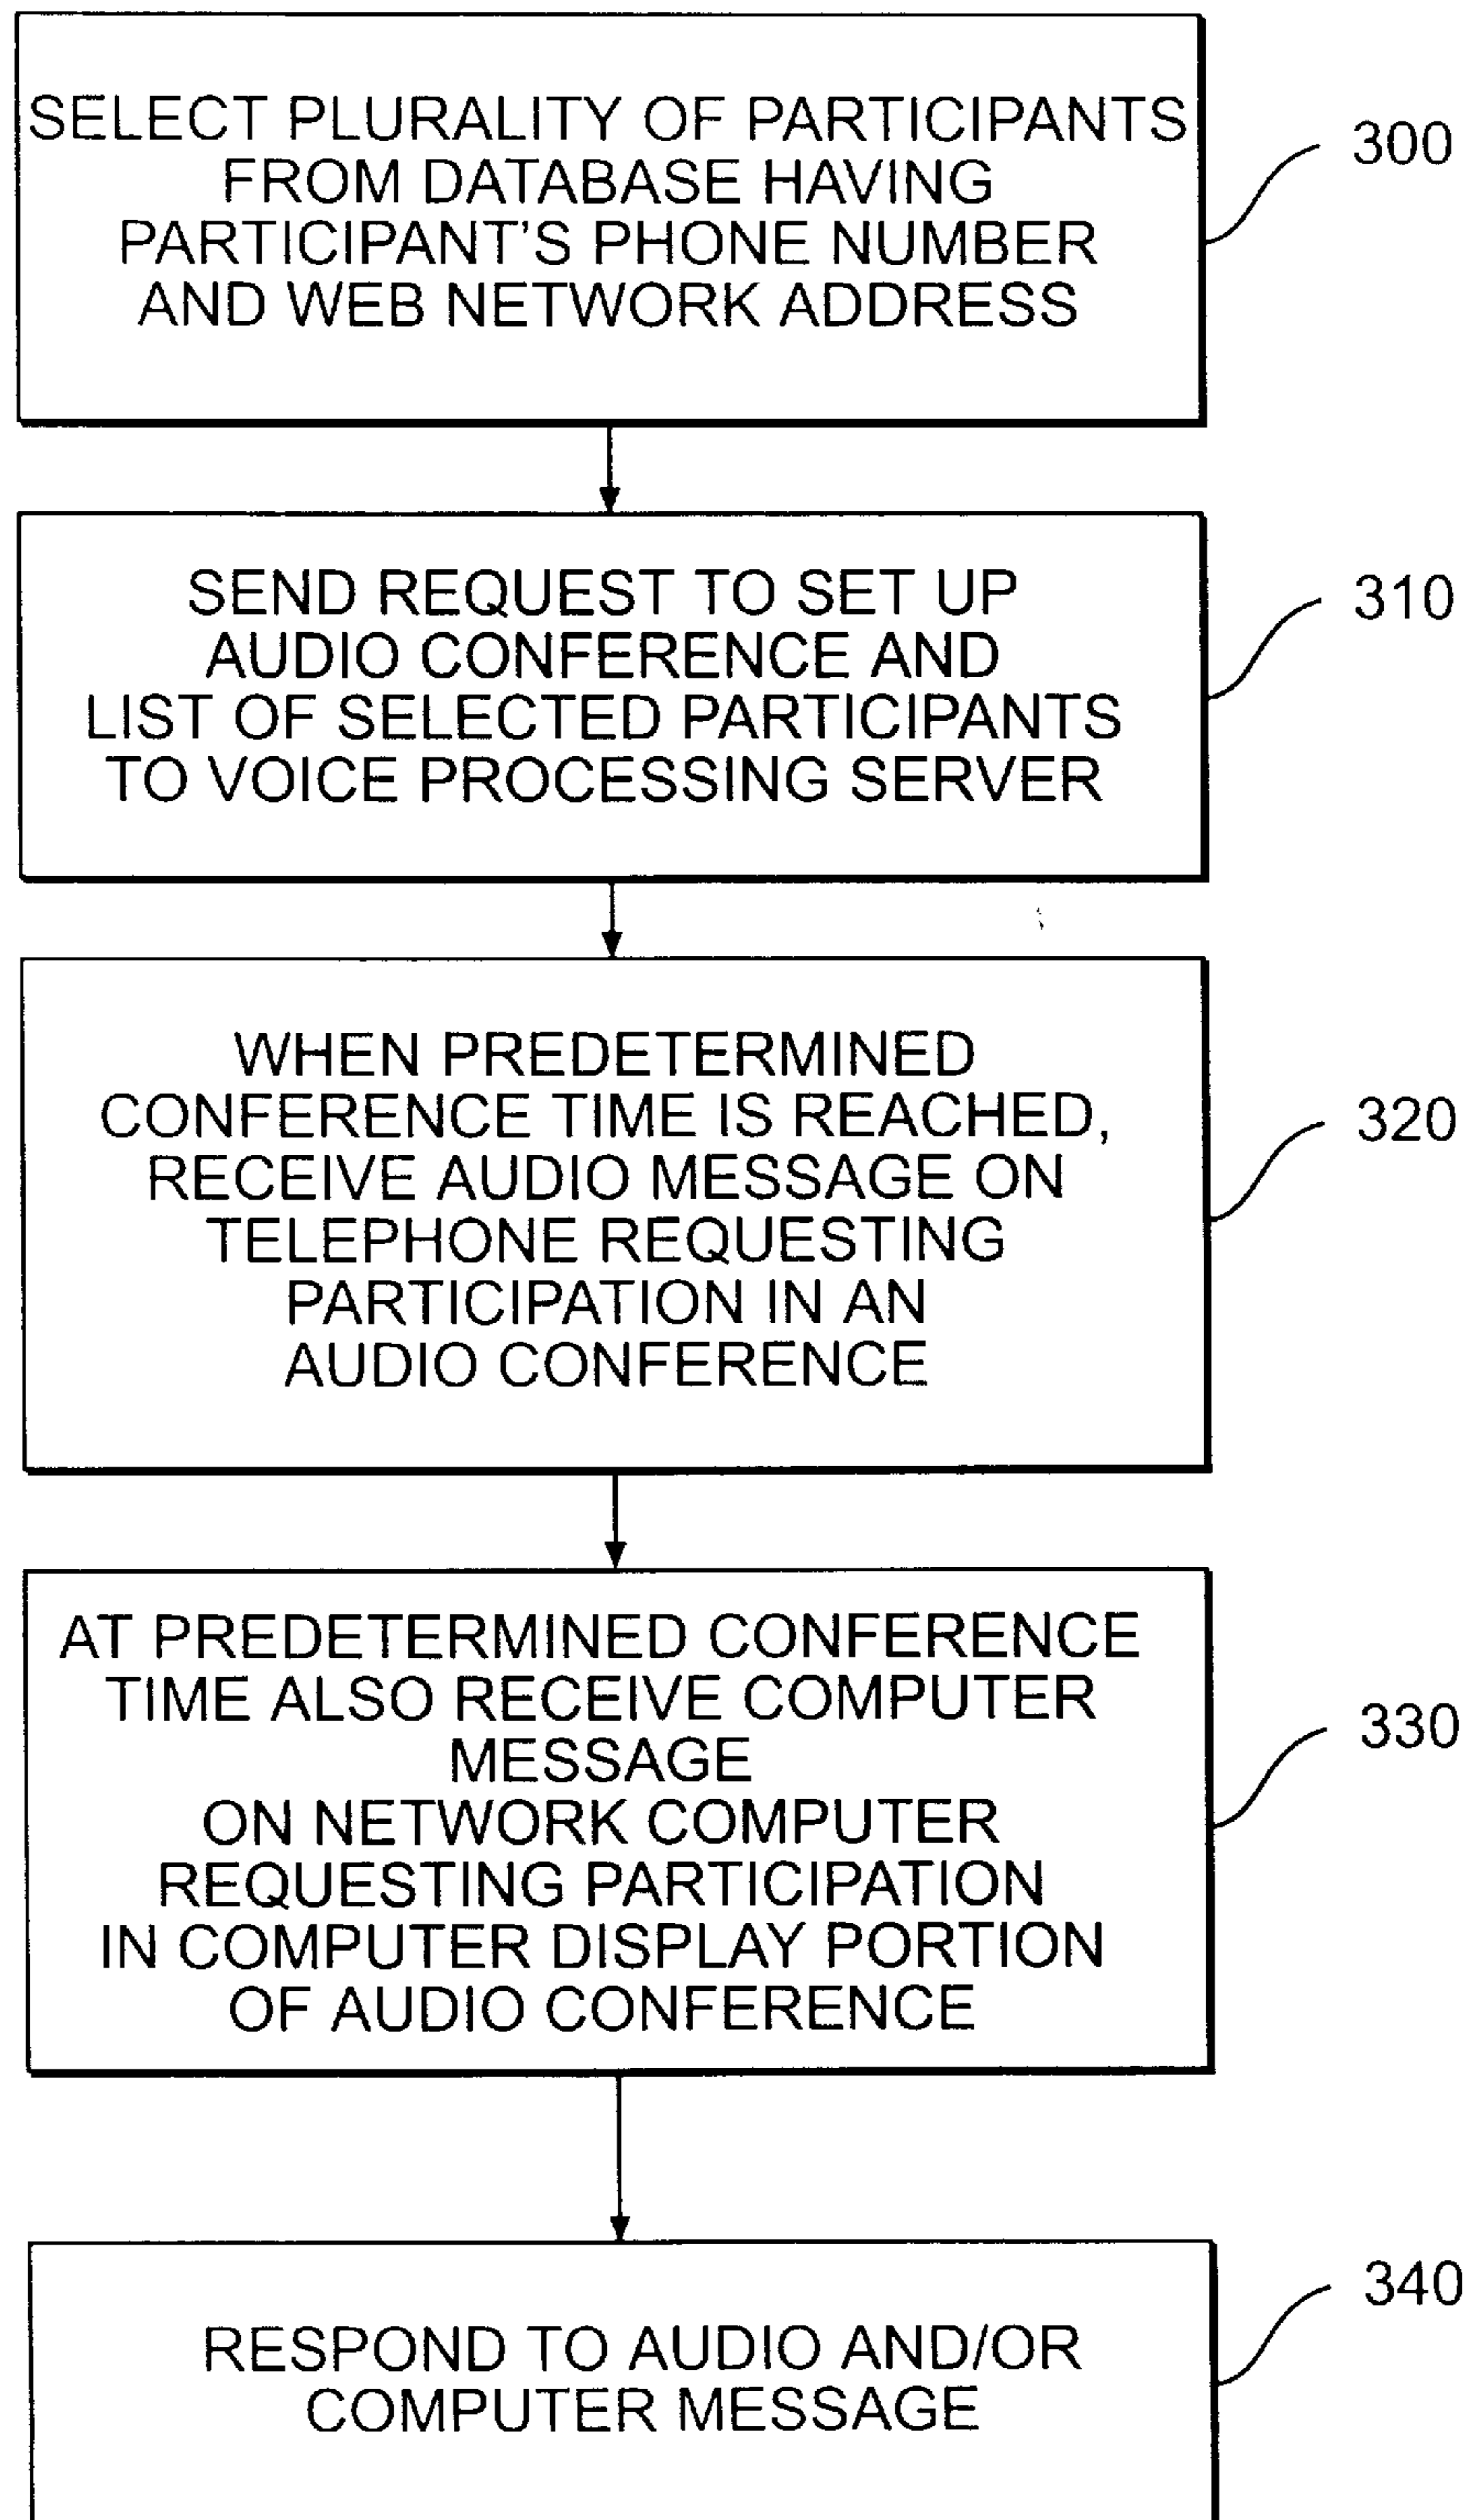 SELECT PLURALITY OF PARTICIPANTS
FROM DATABASE HAVING
PARTICIPANT'S PHONE NUMBER
AND WEB NETWORK ADDRESS
300
SEND REQUEST TO SET UP
AUDIO CONFERENCE AND
LIST OF SELECTED PARTICIPANTS
TO VOICE PROCESSING SERVER
310
WHEN PREDETERMINED
CONFERENCE TIME IS REACHED,
RECEIVE AUDIO MESSAGE ON
TELEPHONE REQUESTING
PARTICIPATION IN AN
AUDIO CONFERENCE
320
AT PREDETERMINED CONFERENCE
TIME ALSO RECEIVE COMPUTER
MESSAGE
ON NETWORK COMPUTER
REQUESTING PARTICIPATION
IN COMPUTER DISPLAY PORTION
OF AUDIO CONFERENCE
330
RESPOND TO AUDIO AND/OR
COMPUTER MESSAGE
340